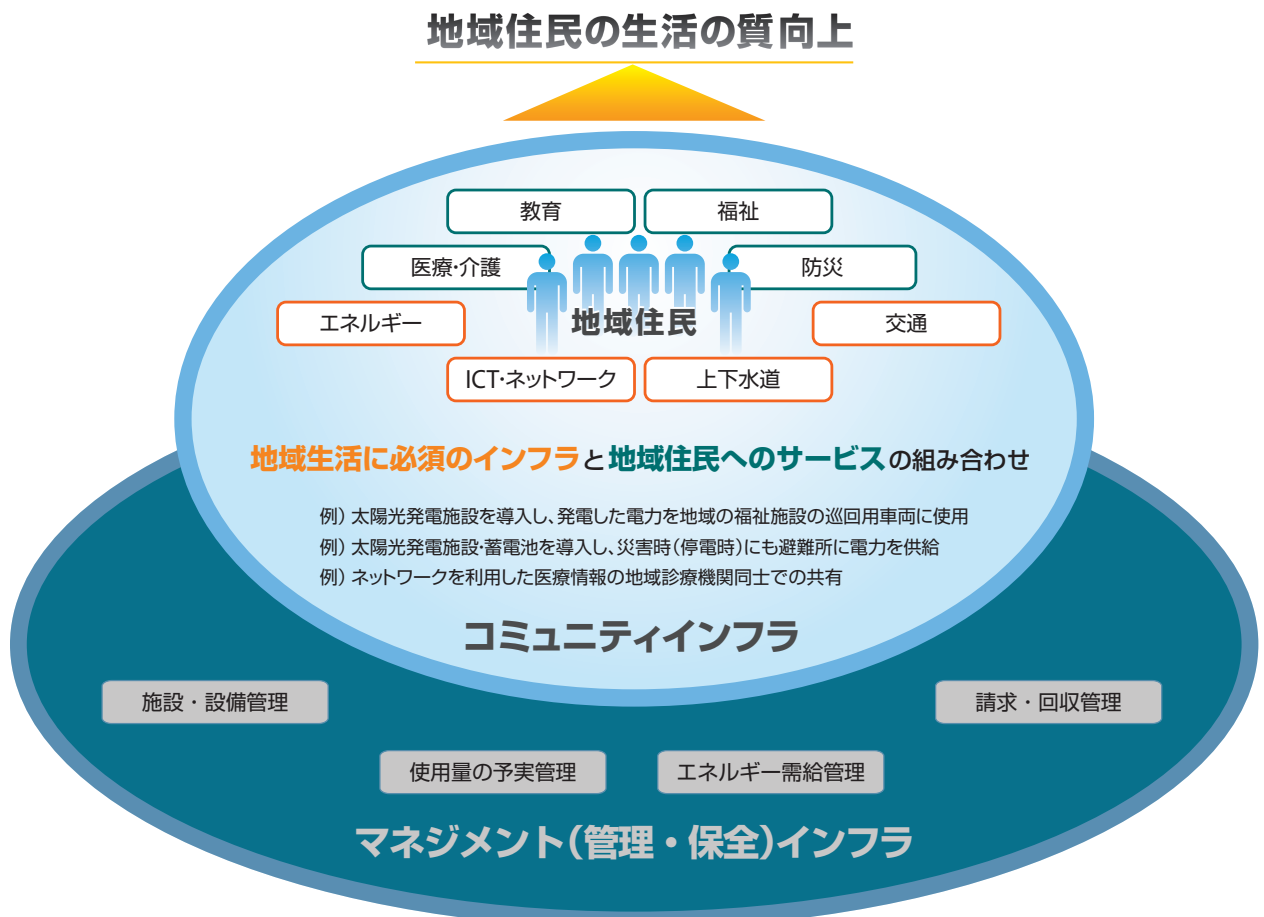 地域住民の生活の質向上
教育
福祉
医療・介護
防災
エネルギー
地域住民
交通
ICT・ネットワーク
上下水道
地域生活に必須のインフラと地域住民へのサービスの組み合わせ
例）太陽光発電施設を導入し、発電した電力を地域の福祉施設の巡回用車両に使用
例）太陽光発電施設・蓄電池を導入し、災害時（停電時）にも避難所に電力を供給
例）ネットワークを利用した医療情報の地域診療機関同士での共有
コミュニティインフラ
施設・設備管理
請求・回収管理
使用量の予実管理
エネルギー需給管理
マネジメント（管理・保全）インフラ